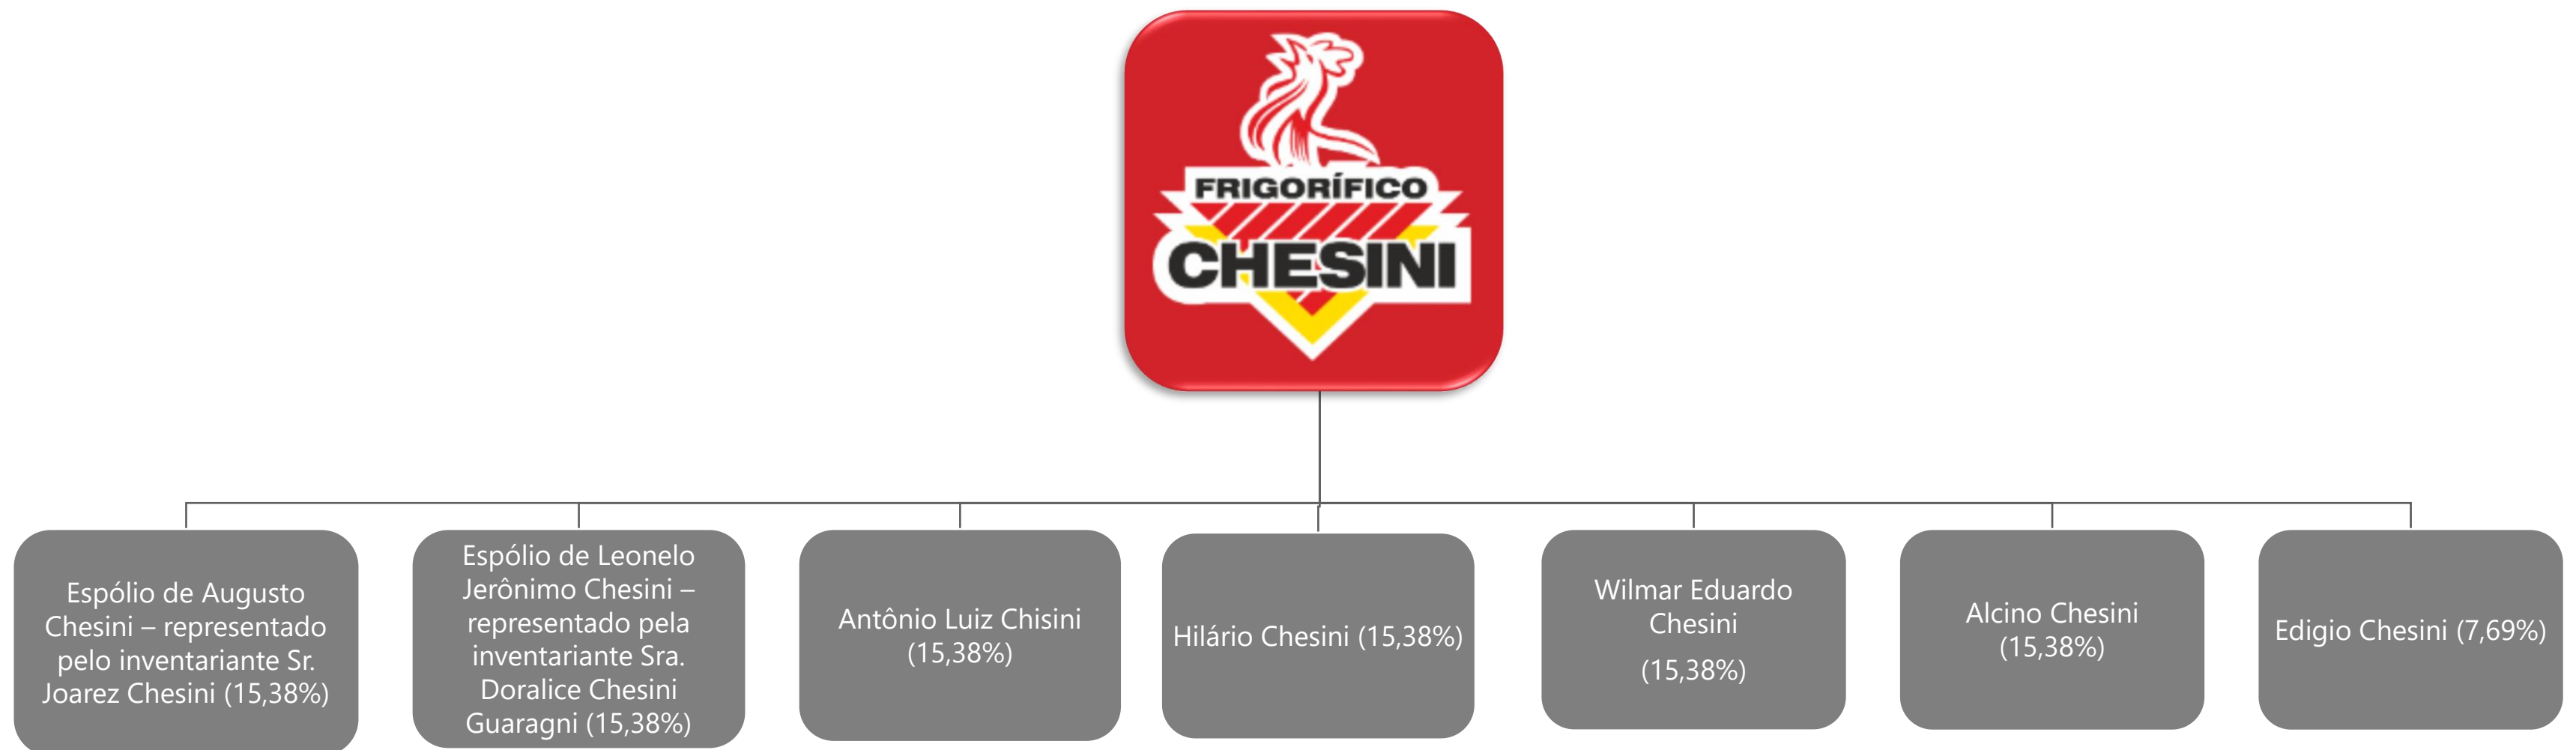 FRIGORÍFICO
CHESINI
Espólio de Augusto
Chesini – representado
pelo inventariante Sr.
Joarez Chesini (15,38%)
Espólio de Leonelo
Jerônimo Chesini –
representado pela
inventariante Sra.
Doralice Chesini
Guaragni (15,38%)
Antônio Luiz Chisini
(15,38%)
Hilário Chesini (15,38%)
Wilmar Eduardo
Chesini
(15,38%)
Alcino Chesini
(15,38%)
Edigio Chesini (7,69%)